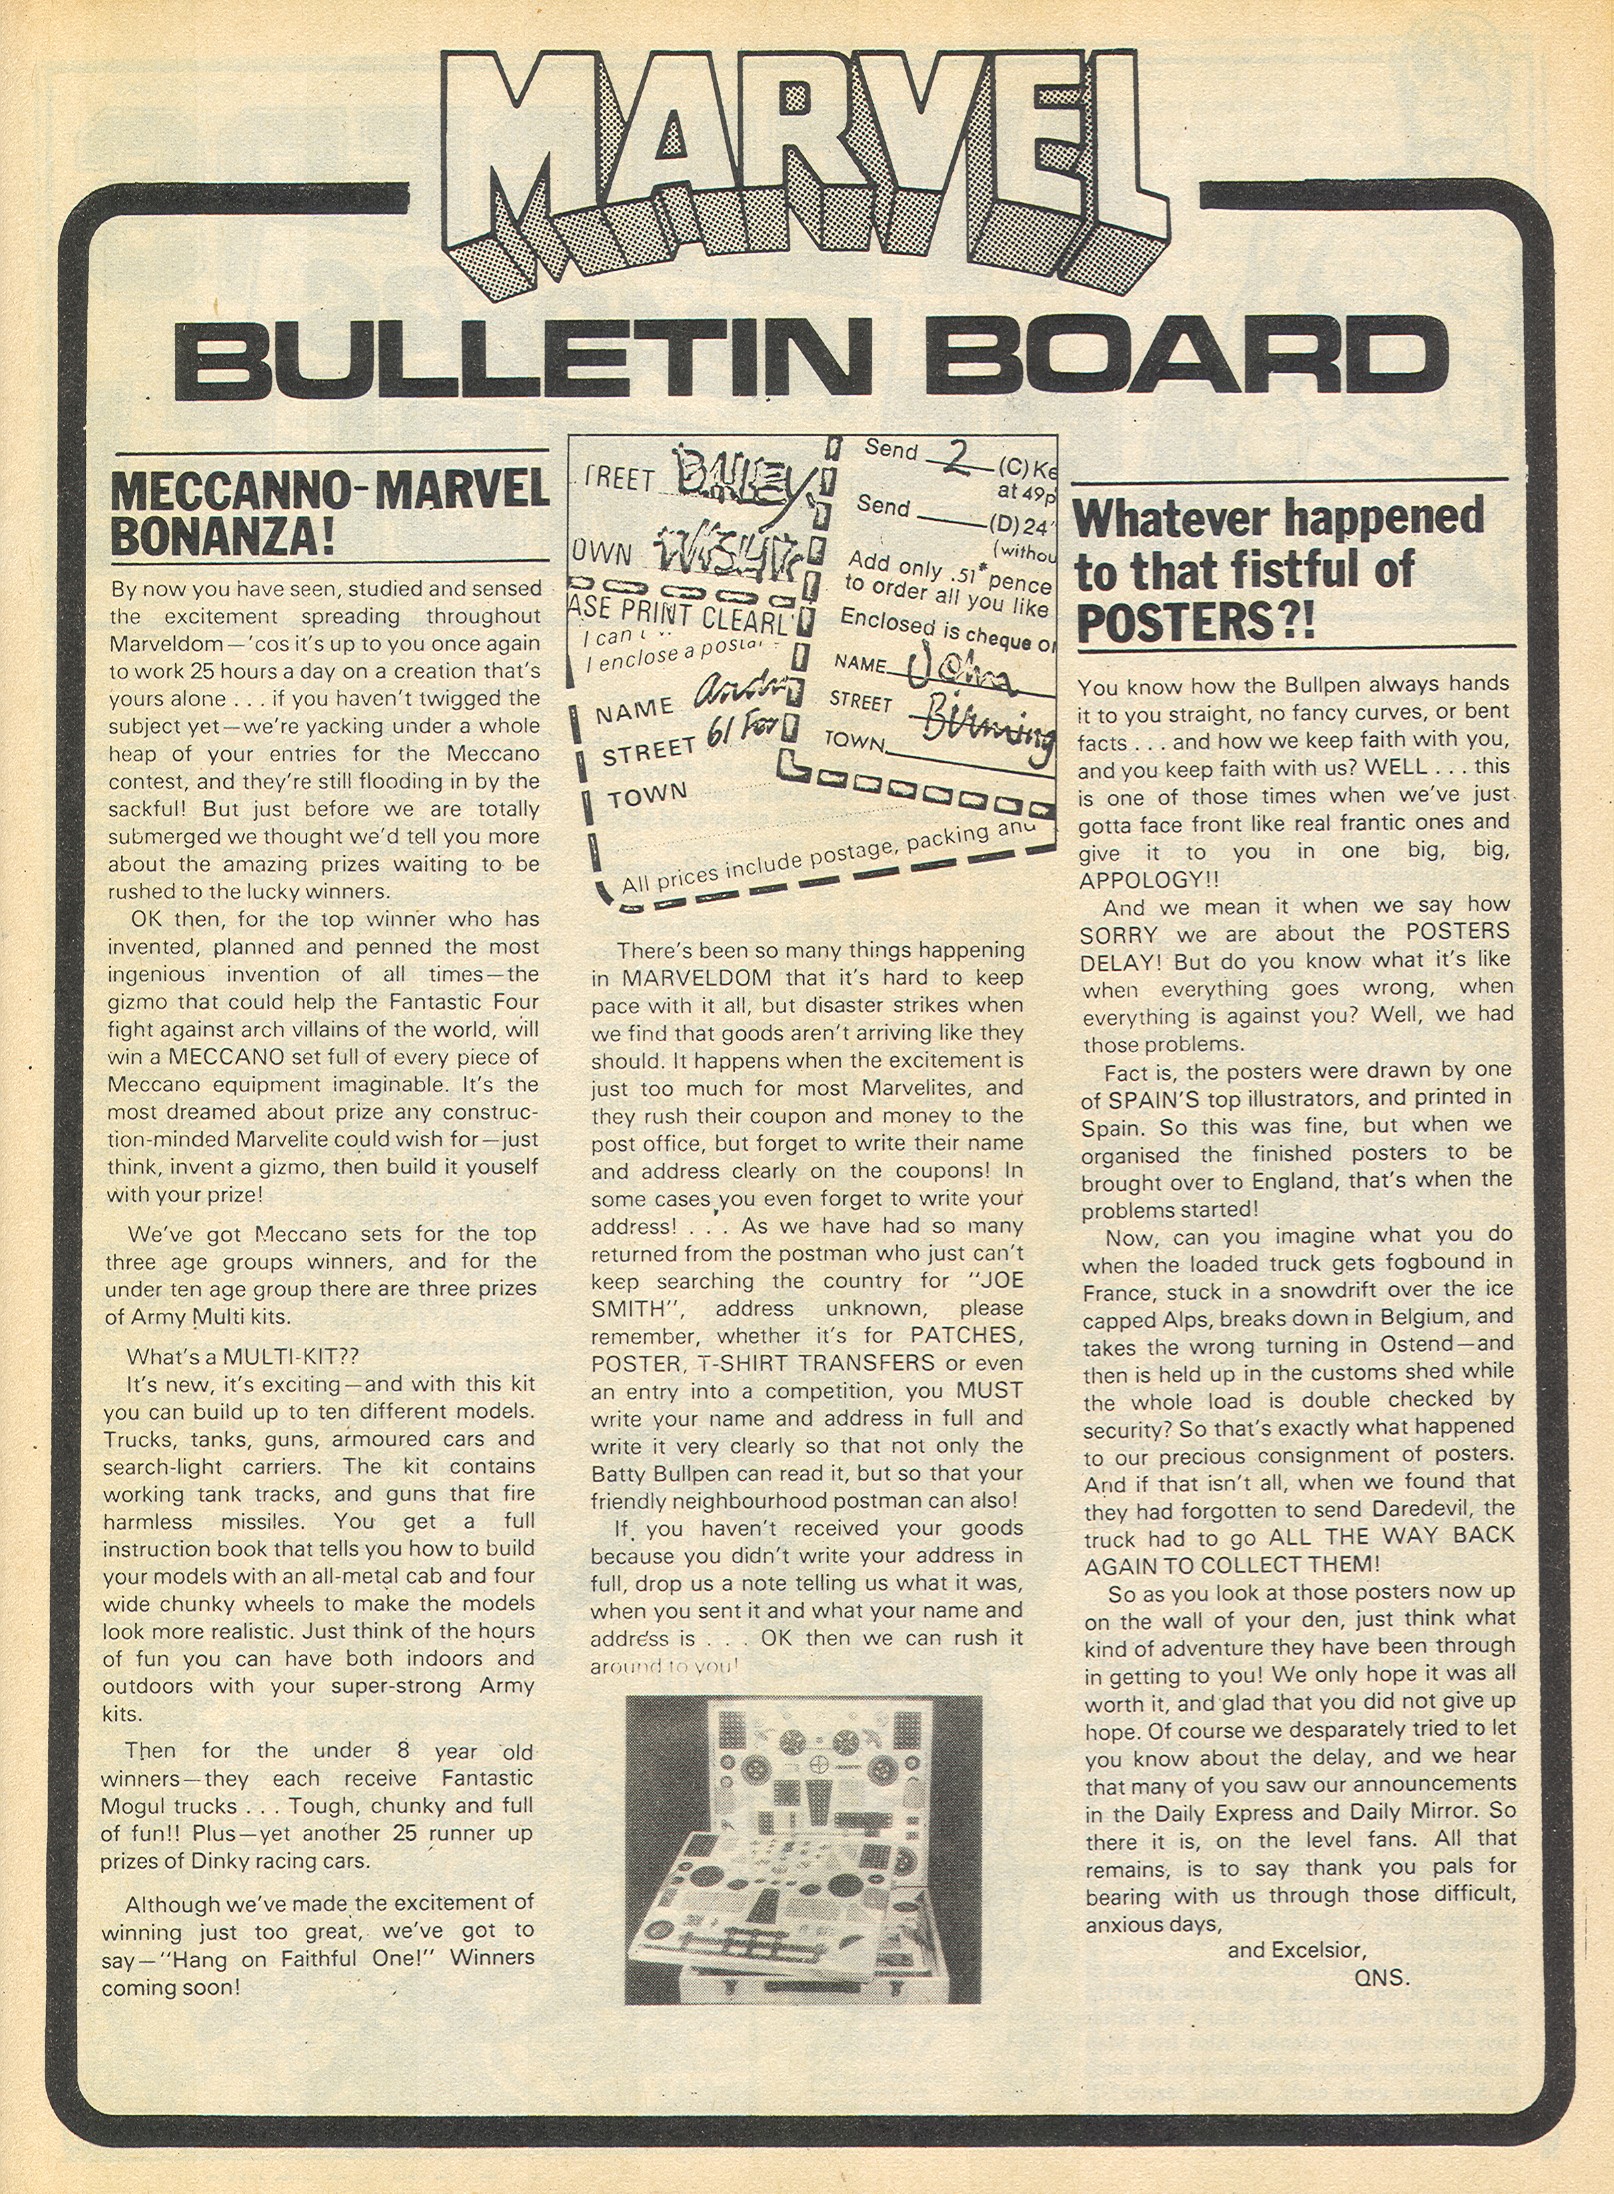 MARVEL
BULLETIN BOARD
MECCANNO-MARVEL
BONANZA!
By now you have seen, studied and sensed
the excitement spreading throughout
Marveldom—'cos it's up to you once again
to work 25 hours a day on a creation that's
yours alone . . . if you haven't twigged the
subject yet—we're yacking under a whole
heap of your entries for the Meccano
contest, and they're still flooding in by the
sackful! But just before we are totally
submerged we thought we'd tell you more
about the amazing prizes waiting to be
rushed to the lucky winners.
OK then, for the top winner who has
invented, planned and penned the most
ingenious invention of all times—the
gizmo that could help the Fantastic Four
fight against arch villains of the world, will
win a MECCANO set full of every piece of
Meccano equipment imaginable. It's the
most dreamed about prize any construc-
tion-minded Marvelite could wish for—just
think, invent a gizmo, then build it youself
with your prize!
We've got Meccano sets for the top
three age groups winners, and for the
under ten age group there are three prizes
of Army Multi kits.
What's a MULTI-KIT??
It's new, it's exciting—and with this kit
you can build up to ten different models.
Trucks, tanks, guns, armoured cars and
search-light carriers. The kit contains
working tank tracks, and guns that fire
harmless missiles. You get a full
instruction book that tells you how to build
your models with an all-metal cab and four
wide chunky wheels to make the models
look more realistic. Just think of the hours
of fun you can have both indoors and
outdoors with your super-strong Army
kits.
Then for the under 8 year old
winners—they each receive Fantastic
Mogul trucks . . . Tough, chunky and full
of fun!! Plus—yet another 25 runner up
prizes of Dinky racing cars.
Although we've made the excitement of
winning just too great, we've got to
say—"Hang on Faithful One!" Winners
coming soon!
TREET
OWN
ASE PRINT CLEARL
I enclose a postal
NAME Andy
STREET 61 For
TOWN
Send 2 (C) Ke
at 49p
Send (D) 24"
(withou
Add only .51* pence
to order all you like
Enclosed is cheque or
NAME John
STREET Birming
TOWN
All prices include postage, packing and
There's been so many things happening
in MARVELDOM that it's hard to keep
pace with it all, but disaster strikes when
we find that goods aren't arriving like they
should. It happens when the excitement is
just too much for most Marvelites, and
they rush their coupon and money to the
post office, but forget to write their name
and address clearly on the coupons! In
some cases you even forget to write your
address! . . . As we have had so many
returned from the postman who just can't
keep searching the country for "JOE
SMITH", address unknown, please
remember, whether it's for PATCHES,
POSTER, T-SHIRT TRANSFERS or even
an entry into a competition, you MUST
write your name and address in full and
write it very clearly so that not only the
Batty Bullpen can read it, but so that your
friendly neighbourhood postman can also!
If you haven't received your goods
because you didn't write your address in
full, drop us a note telling us what it was,
when you sent it and what your name and
address is . . . OK then we can rush it
around to you!
Whatever happened
to that fistful of
POSTERS?!
You know how the Bullpen always hands
it to you straight, no fancy curves, or bent
facts . . . and how we keep faith with you,
and you keep faith with us? WELL . . . this
is one of those times when we've just
gotta face front like real frantic ones and
give it to you in one big, big,
APPOLOGY!!
And we mean it when we say how
SORRY we are about the POSTERS
DELAY! But do you know what it's like
when everything goes wrong, when
everything is against you? Well, we had
those problems.
Fact is, the posters were drawn by one
of SPAIN'S top illustrators, and printed in
Spain. So this was fine, but when we
organised the finished posters to be
brought over to England, that's when the
problems started!
Now, can you imagine what you do
when the loaded truck gets fogbound in
France, stuck in a snowdrift over the ice
capped Alps, breaks down in Belgium, and
takes the wrong turning in Ostend—and
then is held up in the customs shed while
the whole load is double checked by
security? So that's exactly what happened
to our precious consignment of posters.
And if that isn't all, when we found that
they had forgotten to send Daredevil, the
truck had to go ALL THE WAY BACK
AGAIN TO COLLECT THEM!
So as you look at those posters now up
on the wall of your den, just think what
kind of adventure they have been through
in getting to you! We only hope it was all
worth it, and glad that you did not give up
hope. Of course we desparately tried to let
you know about the delay, and we hear
that many of you saw our announcements
in the Daily Express and Daily Mirror. So
there it is, on the level fans. All that
remains, is to say thank you pals for
bearing with us through those difficult,
anxious days,
and Excelsior,
QNS.